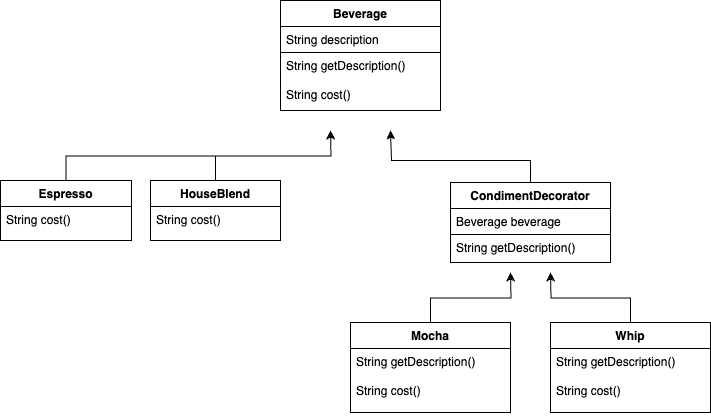 Beverage
String description
String getDescription()
String cost()
Espresso
String cost()
HouseBlend
String cost()
CondimentDecorator
Beverage beverage
String getDescription()
Mocha
String getDescription()
String cost()
Whip
String getDescription()
String cost()